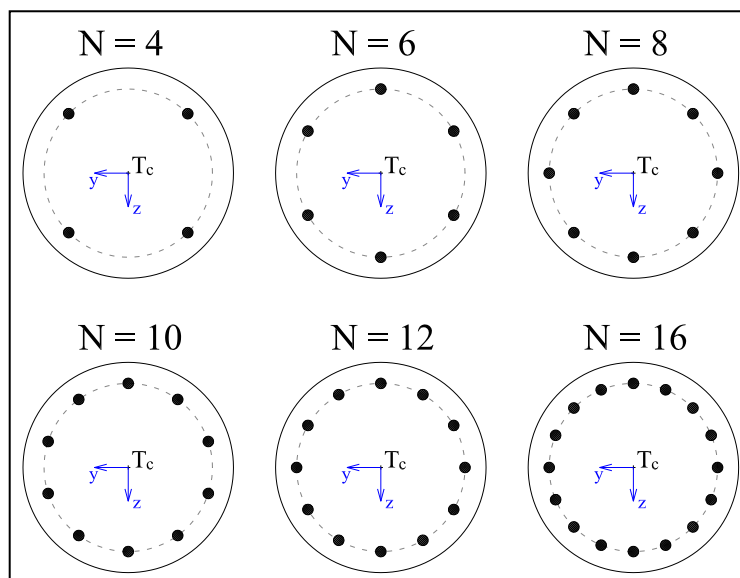 N = 4
N = 6
N = 8
Tc
y
z
Tc
y
z
Tc
y
z
N = 10
N = 12
N = 16
Tc
y
z
Tc
y
z
Tc
y
z